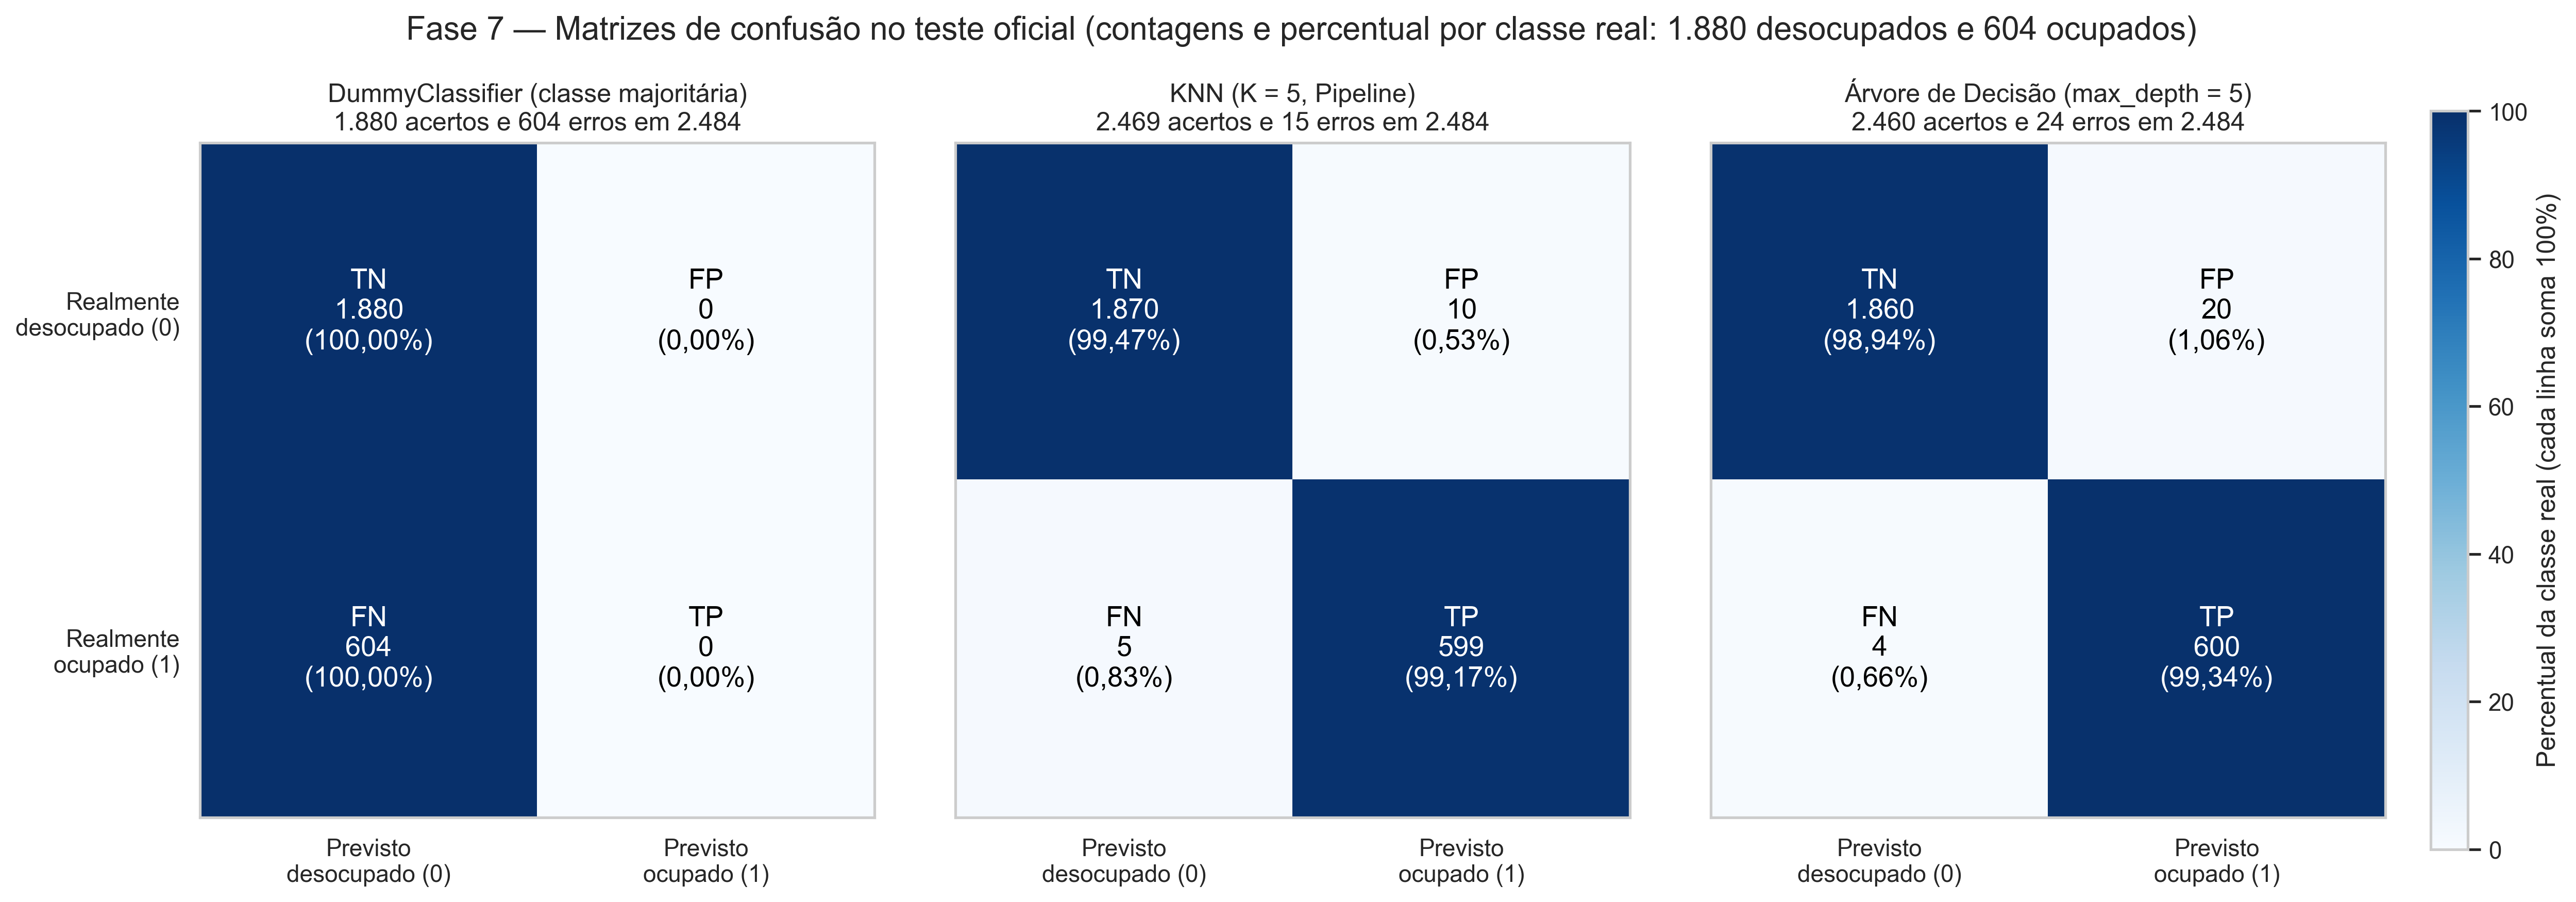 Fase 7 — Matrizes de confusão no teste oficial (contagens e percentual por classe real: 1.880 desocupados e 604 ocupados)
DummyClassifier (classe majoritária)
1.880 acertos e 604 erros em 2.484
Realmente
desocupado (0)
TN
1.880
(100,00%)
FP
0
(0,00%)
Realmente
ocupado (1)
FN
604
(100,00%)
TP
0
(0,00%)
Previsto
desocupado (0)
Previsto
ocupado (1)
KNN (K = 5, Pipeline)
2.469 acertos e 15 erros em 2.484
TN
1.870
(99,47%)
FP
10
(0,53%)
FN
5
(0,83%)
TP
599
(99,17%)
Previsto
desocupado (0)
Previsto
ocupado (1)
Árvore de Decisão (max_depth = 5)
2.460 acertos e 24 erros em 2.484
TN
1.860
(98,94%)
FP
20
(1,06%)
FN
4
(0,66%)
TP
600
(99,34%)
Previsto
desocupado (0)
Previsto
ocupado (1)
100
80
60
40
20
0
Percentual da classe real (cada linha soma 100%)